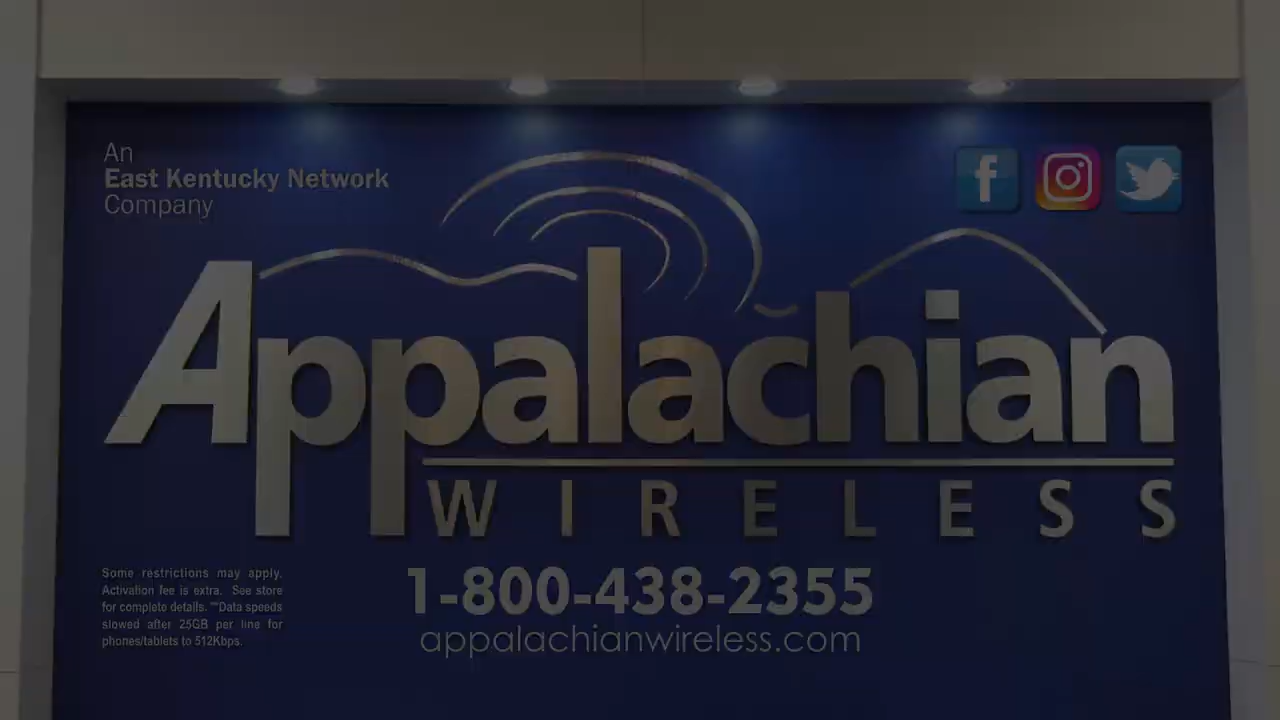 An
East Kentucky Network
Company
Appalachian
WIRELESS
1-800-438-2355
appalachianwireless.com
Some restrictions may apply.
Activation fee is extra. See store
for complete details. **Data speeds
slowed after 25GB per line for
phones/tablets to 512Kbps.